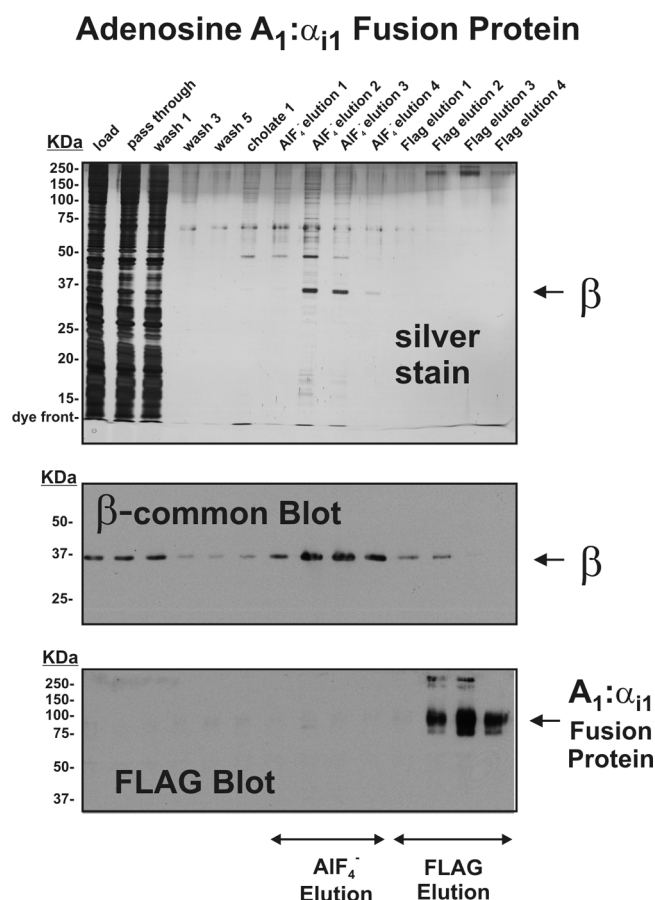 Adenosine A1:αi1 Fusion Protein
KDa
load
pass through
wash 1
wash 3
wash 5
cholate 1
AlF4- elution 1
AlF4- elution 2
AlF4- elution 3
AlF4- elution 4
Flag elution 1
Flag elution 2
Flag elution 3
Flag elution 4
250-
150-
100-
75-
50-
37-
25-
20-
15-
dye front-
β
silver
stain
KDa
β-common Blot
50-
37-
25-
β
KDa
250-
150-
100-
75-
50-
37-
A1:αi1
Fusion
Protein
FLAG Blot
AlF4-
Elution
FLAG
Elution